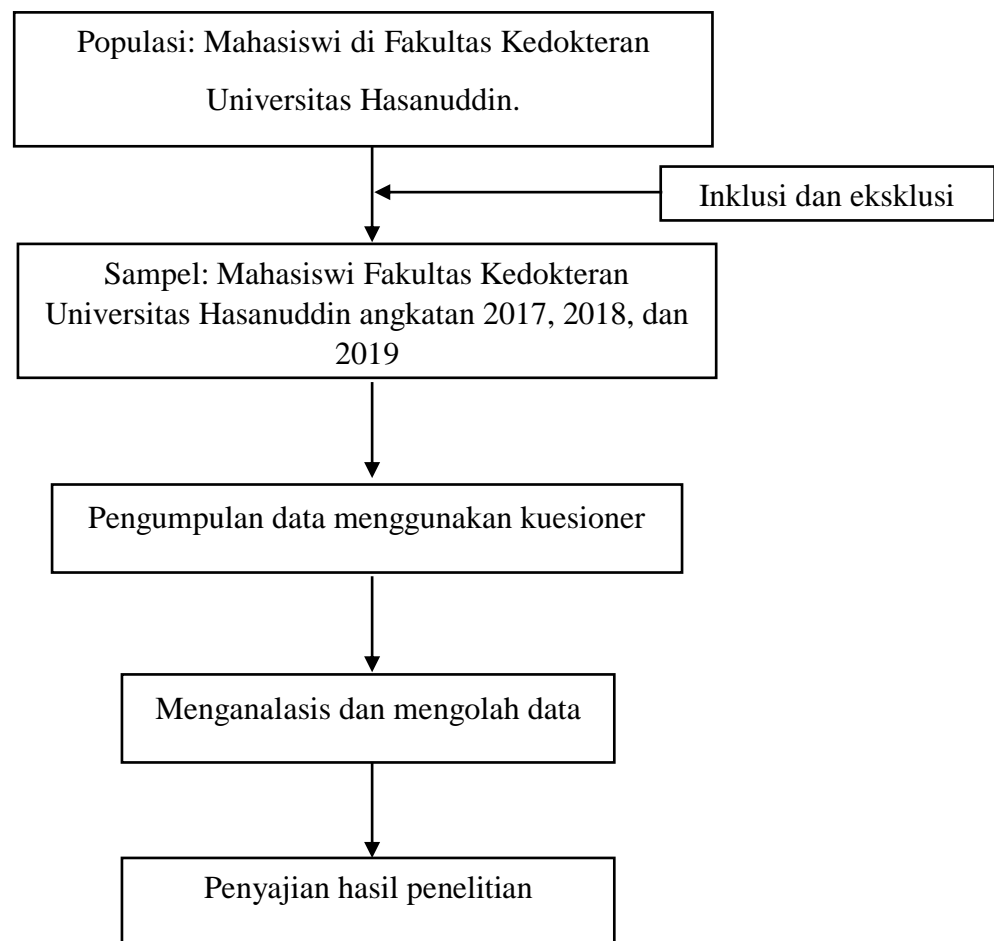 Populasi: Mahasiswi di Fakultas Kedokteran
Universitas Hasanuddin.
Inklusi dan eksklusi
Sampel: Mahasiswi Fakultas Kedokteran
Universitas Hasanuddin angkatan 2017, 2018, dan
2019
Pengumpulan data menggunakan kuesioner
Menganalasis dan mengolah data
Penyajian hasil penelitian